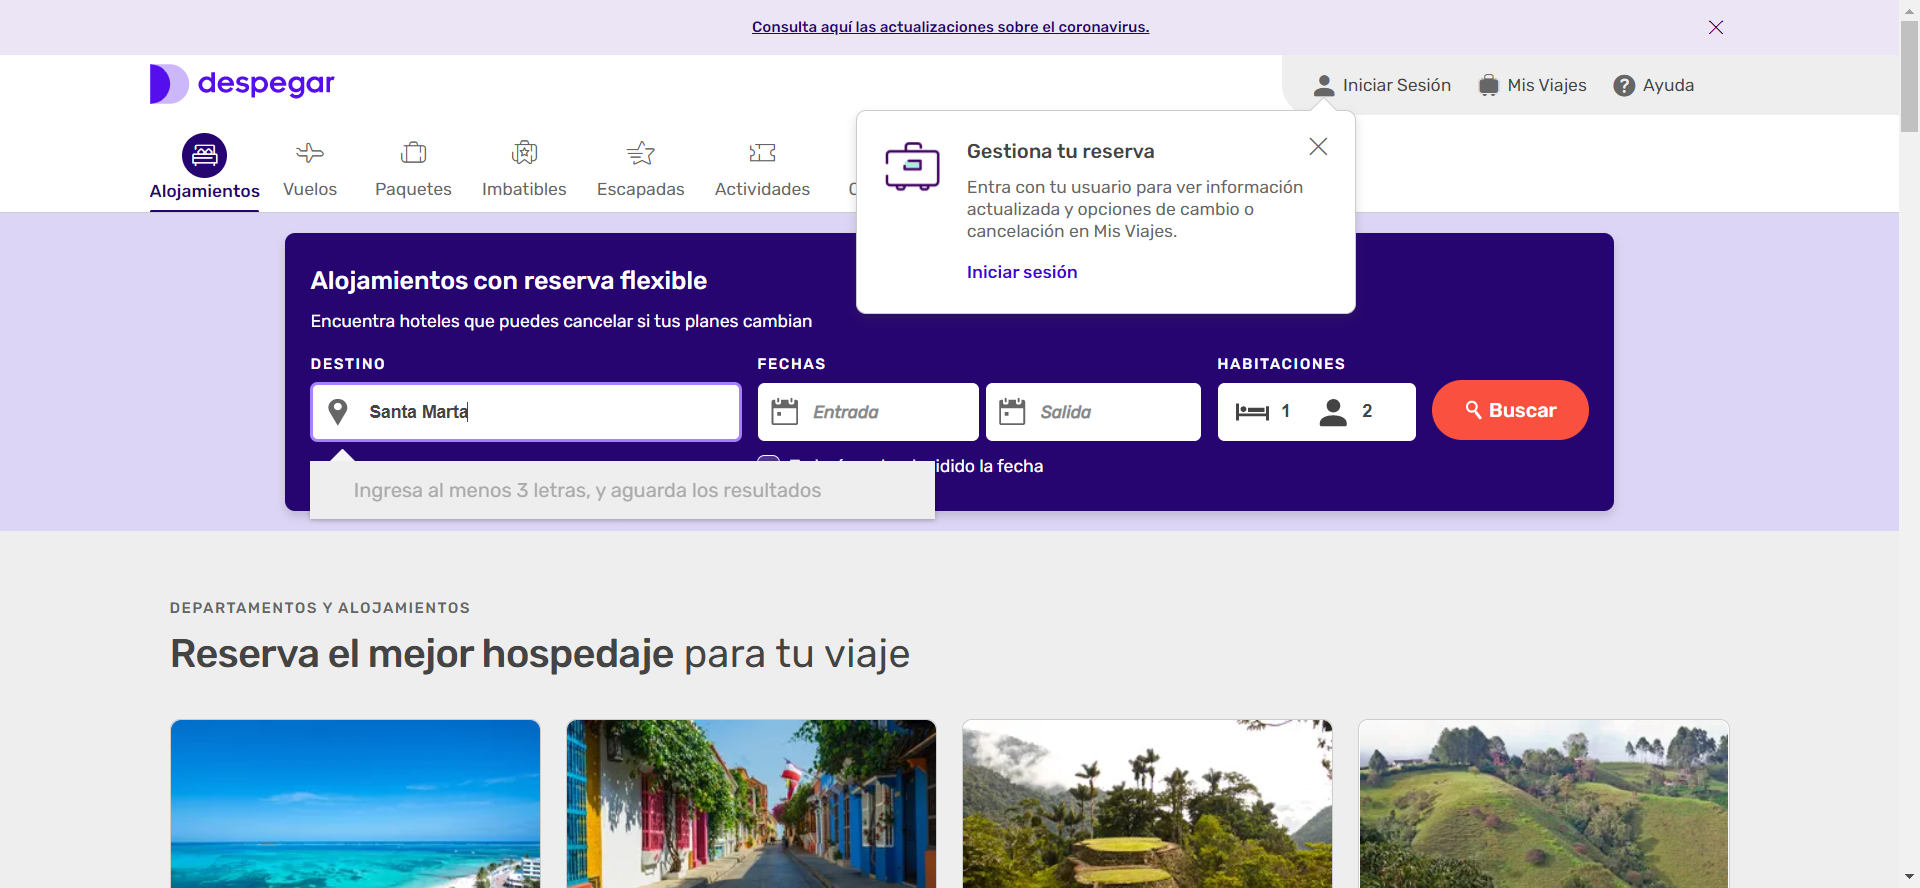 Consulta aquí las actualizaciones sobre el coronavirus.
despegar
Iniciar Sesión
Mis Viajes
Ayuda
Alojamientos
Vuelos
Paquetes
Imbatibles
Escapadas
Actividades
Gestiona tu reserva
Entra con tu usuario para ver información
actualizada y opciones de cambio o
cancelación en Mis Viajes.
Iniciar sesión
Alojamientos con reserva flexible
Encuentra hoteles que puedes cancelar si tus planes cambian
DESTINO
FECHAS
HABITACIONES
Santa Marta
Entrada
Salida
1
2
Buscar
la fecha
Ingresa al menos 3 letras, y aguarda los resultados
DEPARTAMENTOS Y ALOJAMIENTOS
Reserva el mejor hospedaje para tu viaje